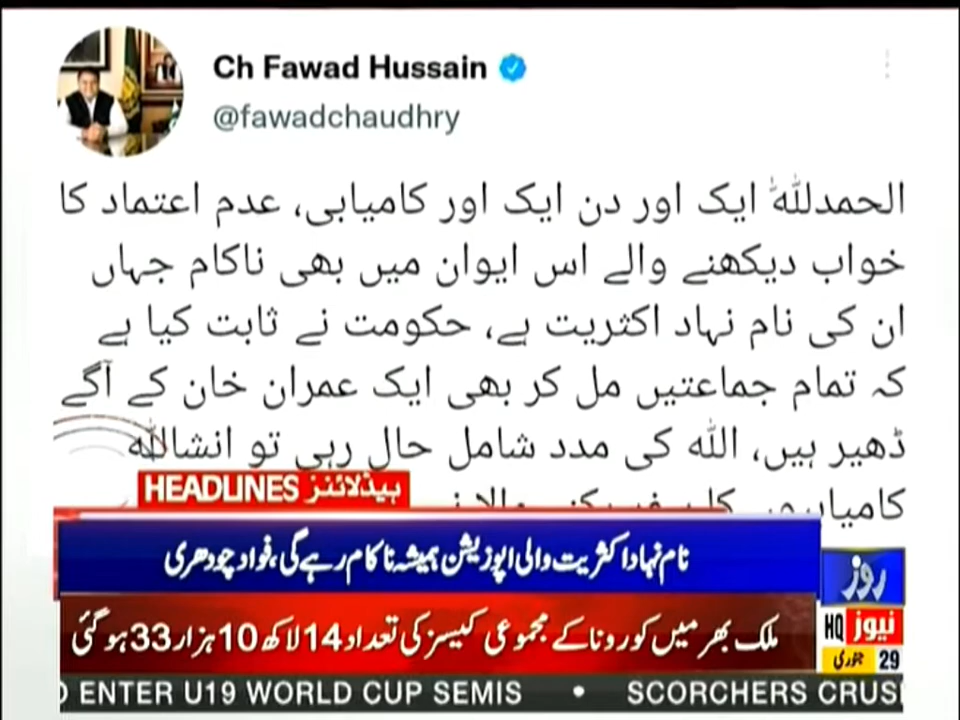 Ch Fawad Hussain
@fawadchaudhry
الحمدللہ ایک اور دن ایک اور کامیابی، عدم اعتماد کا
خواب دیکھنے والے اس ایوان میں بھی ناکام جہاں
ان کی نام نہاد اکثریت ہے، حکومت نے ثابت کیا ہے
کہ تمام جماعتیں مل کر بھی ایک عمران خان کے آگے
ڈھیر ہیں، اللہ کی مدد شامل حال رہی تو انشاللہ
HEADLINES ہیڈلائنز
نام نہاد اکثریت والی اپوزیشن ہمیشہ ناکام رہے گی، فواد چودھری
روز
ملک بھر میں کورونا کے مجموعی کیسز کی تعداد 14 لاکھ 10 ہزار 33 ہو گئی
HQ نیوز
29 جنوری
ENTER U19 WORLD CUP SEMIS • SCORCHERS CRUS